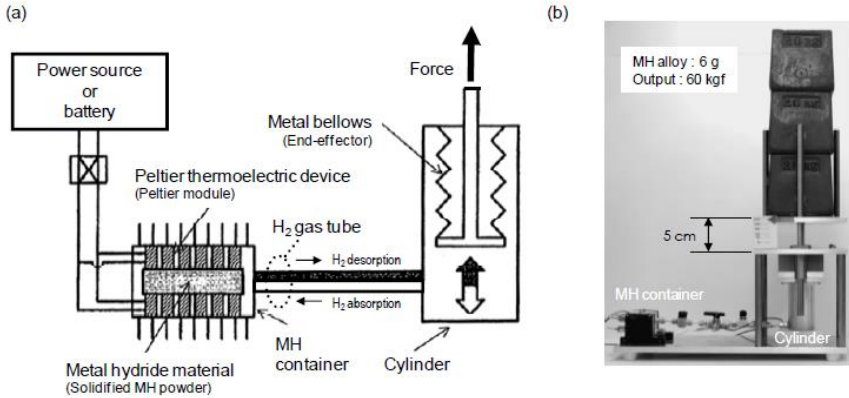 (a)
Power source
or
battery
Force
Metal bellows
(End-effector)
Peltier thermoelectric device
(Peltier module)
H2 gas tube
H2 desorption
H2 absorption
MH
container
Cylinder
Metal hydride material
(Solidified MH powder)
(b)
MH alloy : 6 g
Output : 60 kgf
5 cm
MH container
Cylinder